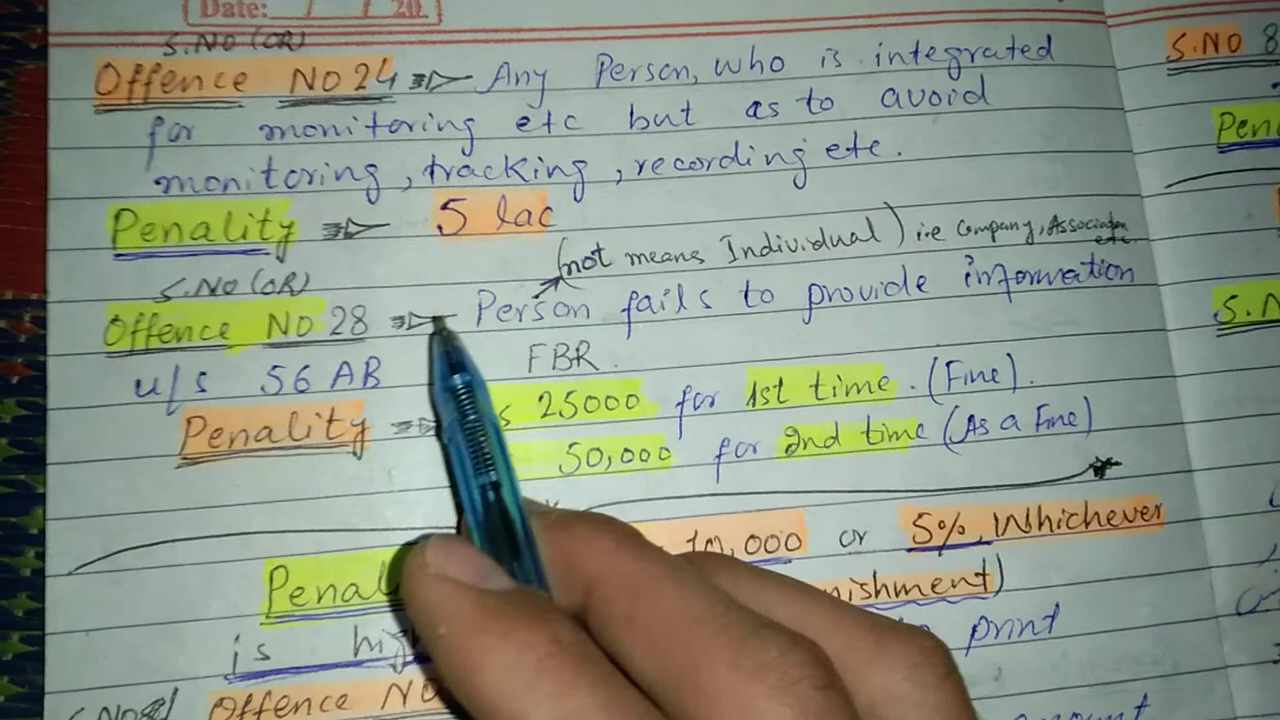 Date: / / 20
S.NO (OR)
Offence NO 24 ⇒ Any Person, who is integrated
for monitoring etc but as to avoid
monitoring, tracking, recording etc.
Penality ⇒ 5 lac
(not means Individual) i.e Company, Association etc.
S.NO (OR)
Offence NO 28 ⇒ Person fails to provide information
u/s 56 AB FBR.
Penality ⇒ 25000 for 1st time. (Fine).
50,000 for 2nd time (As a Fine)
10,000 or 5%, Whichever
is
print
Offence NO
S.NO 8